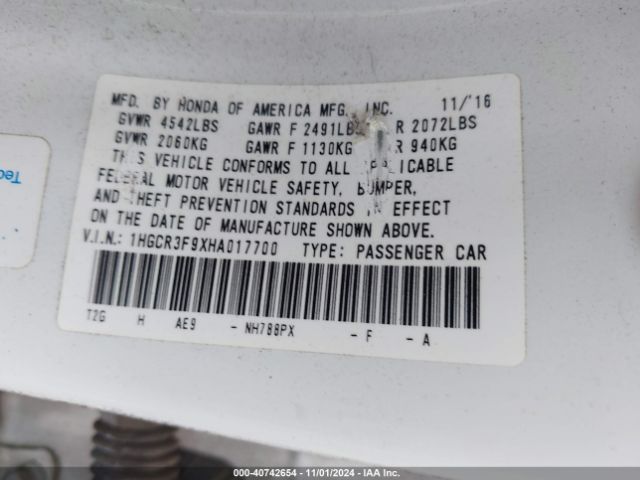 MFD. BY HONDA OF AMERICA MFG. INC. 11/'16
GVWR 4542LBS GAWR F 2491LBS R 2072LBS
GVWR 2060KG GAWR F 1130KG R 940KG
THIS VEHICLE CONFORMS TO ALL APPLICABLE
FEDERAL MOTOR VEHICLE SAFETY, BUMPER,
AND THEFT PREVENTION STANDARDS IN EFFECT
ON THE DATE OF MANUFACTURE SHOWN ABOVE.
V.I.N.: 1HGCR3F9XHA017700 TYPE: PASSENGER CAR
T2G H AE9 - NH788PX - F - A
Tec
000-40742654 - 11/01/2024 - IAA Inc.